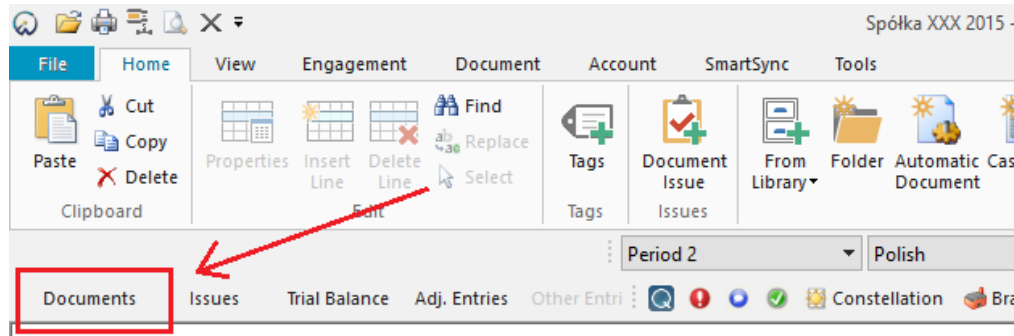 Spółka XXX 2015 -
File Home View Engagement Document Account SmartSync Tools
Paste Cut Copy Delete
Clipboard
Properties Insert Line Delete Line Find Replace Select
Edit
Tags
Tags
Document Issue
Issues
From Library Folder Automatic Document Cas
Period 2 Polish
Documents Issues Trial Balance Adj. Entries Other Entri Constellation Bra